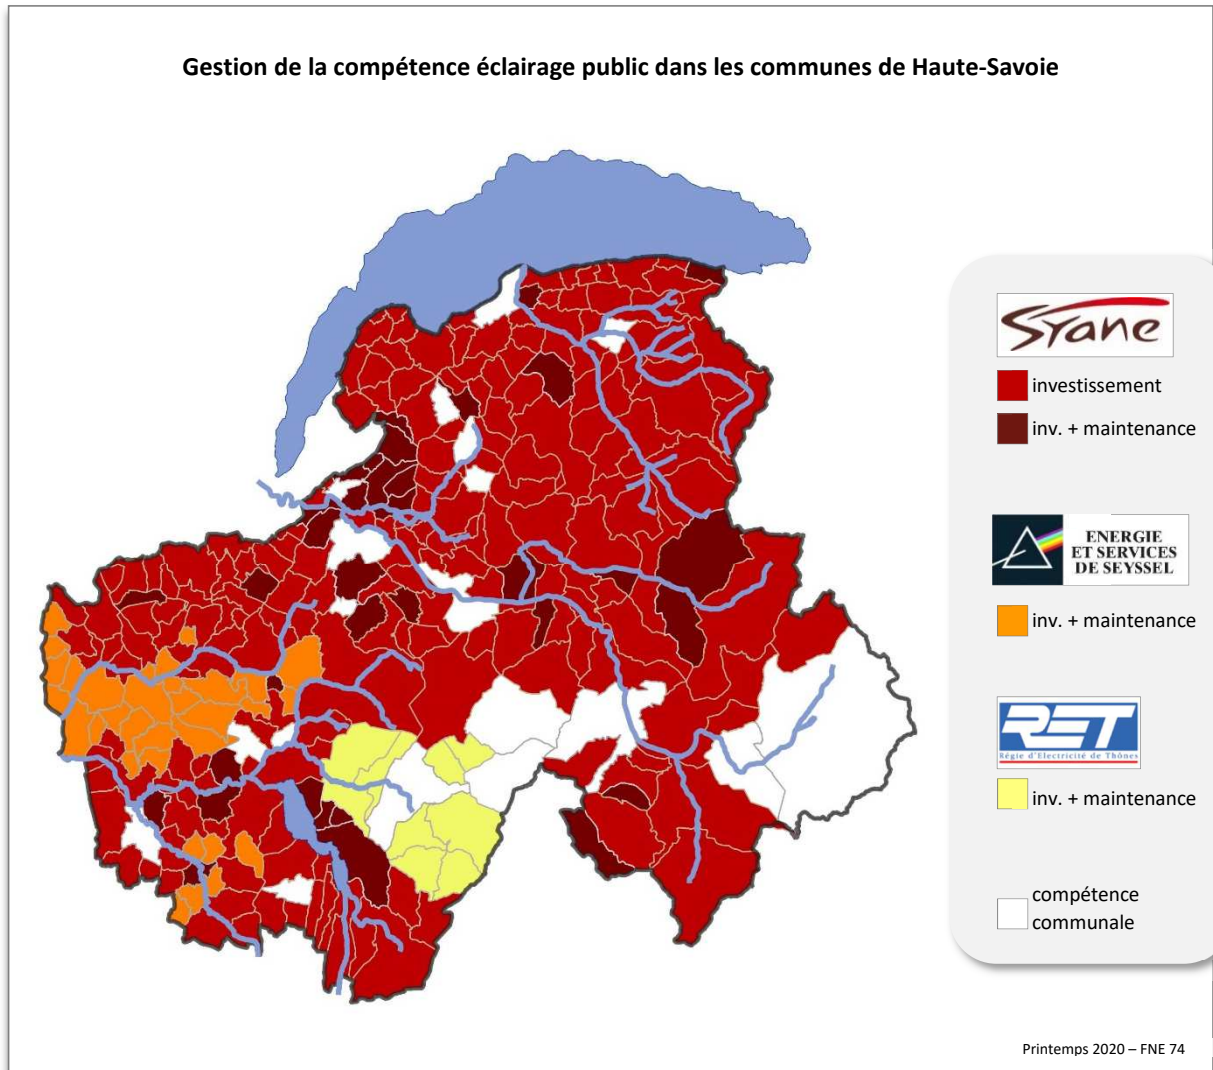 Gestion de la compétence éclairage public dans les communes de Haute-Savoie
Syane
investissement
inv. + maintenance
ENERGIE
ET SERVICES
DE SEYSSEL
inv. + maintenance
RET
Régie d'Electricité de Thônes
inv. + maintenance
compétence
communale
Printemps 2020 – FNE 74